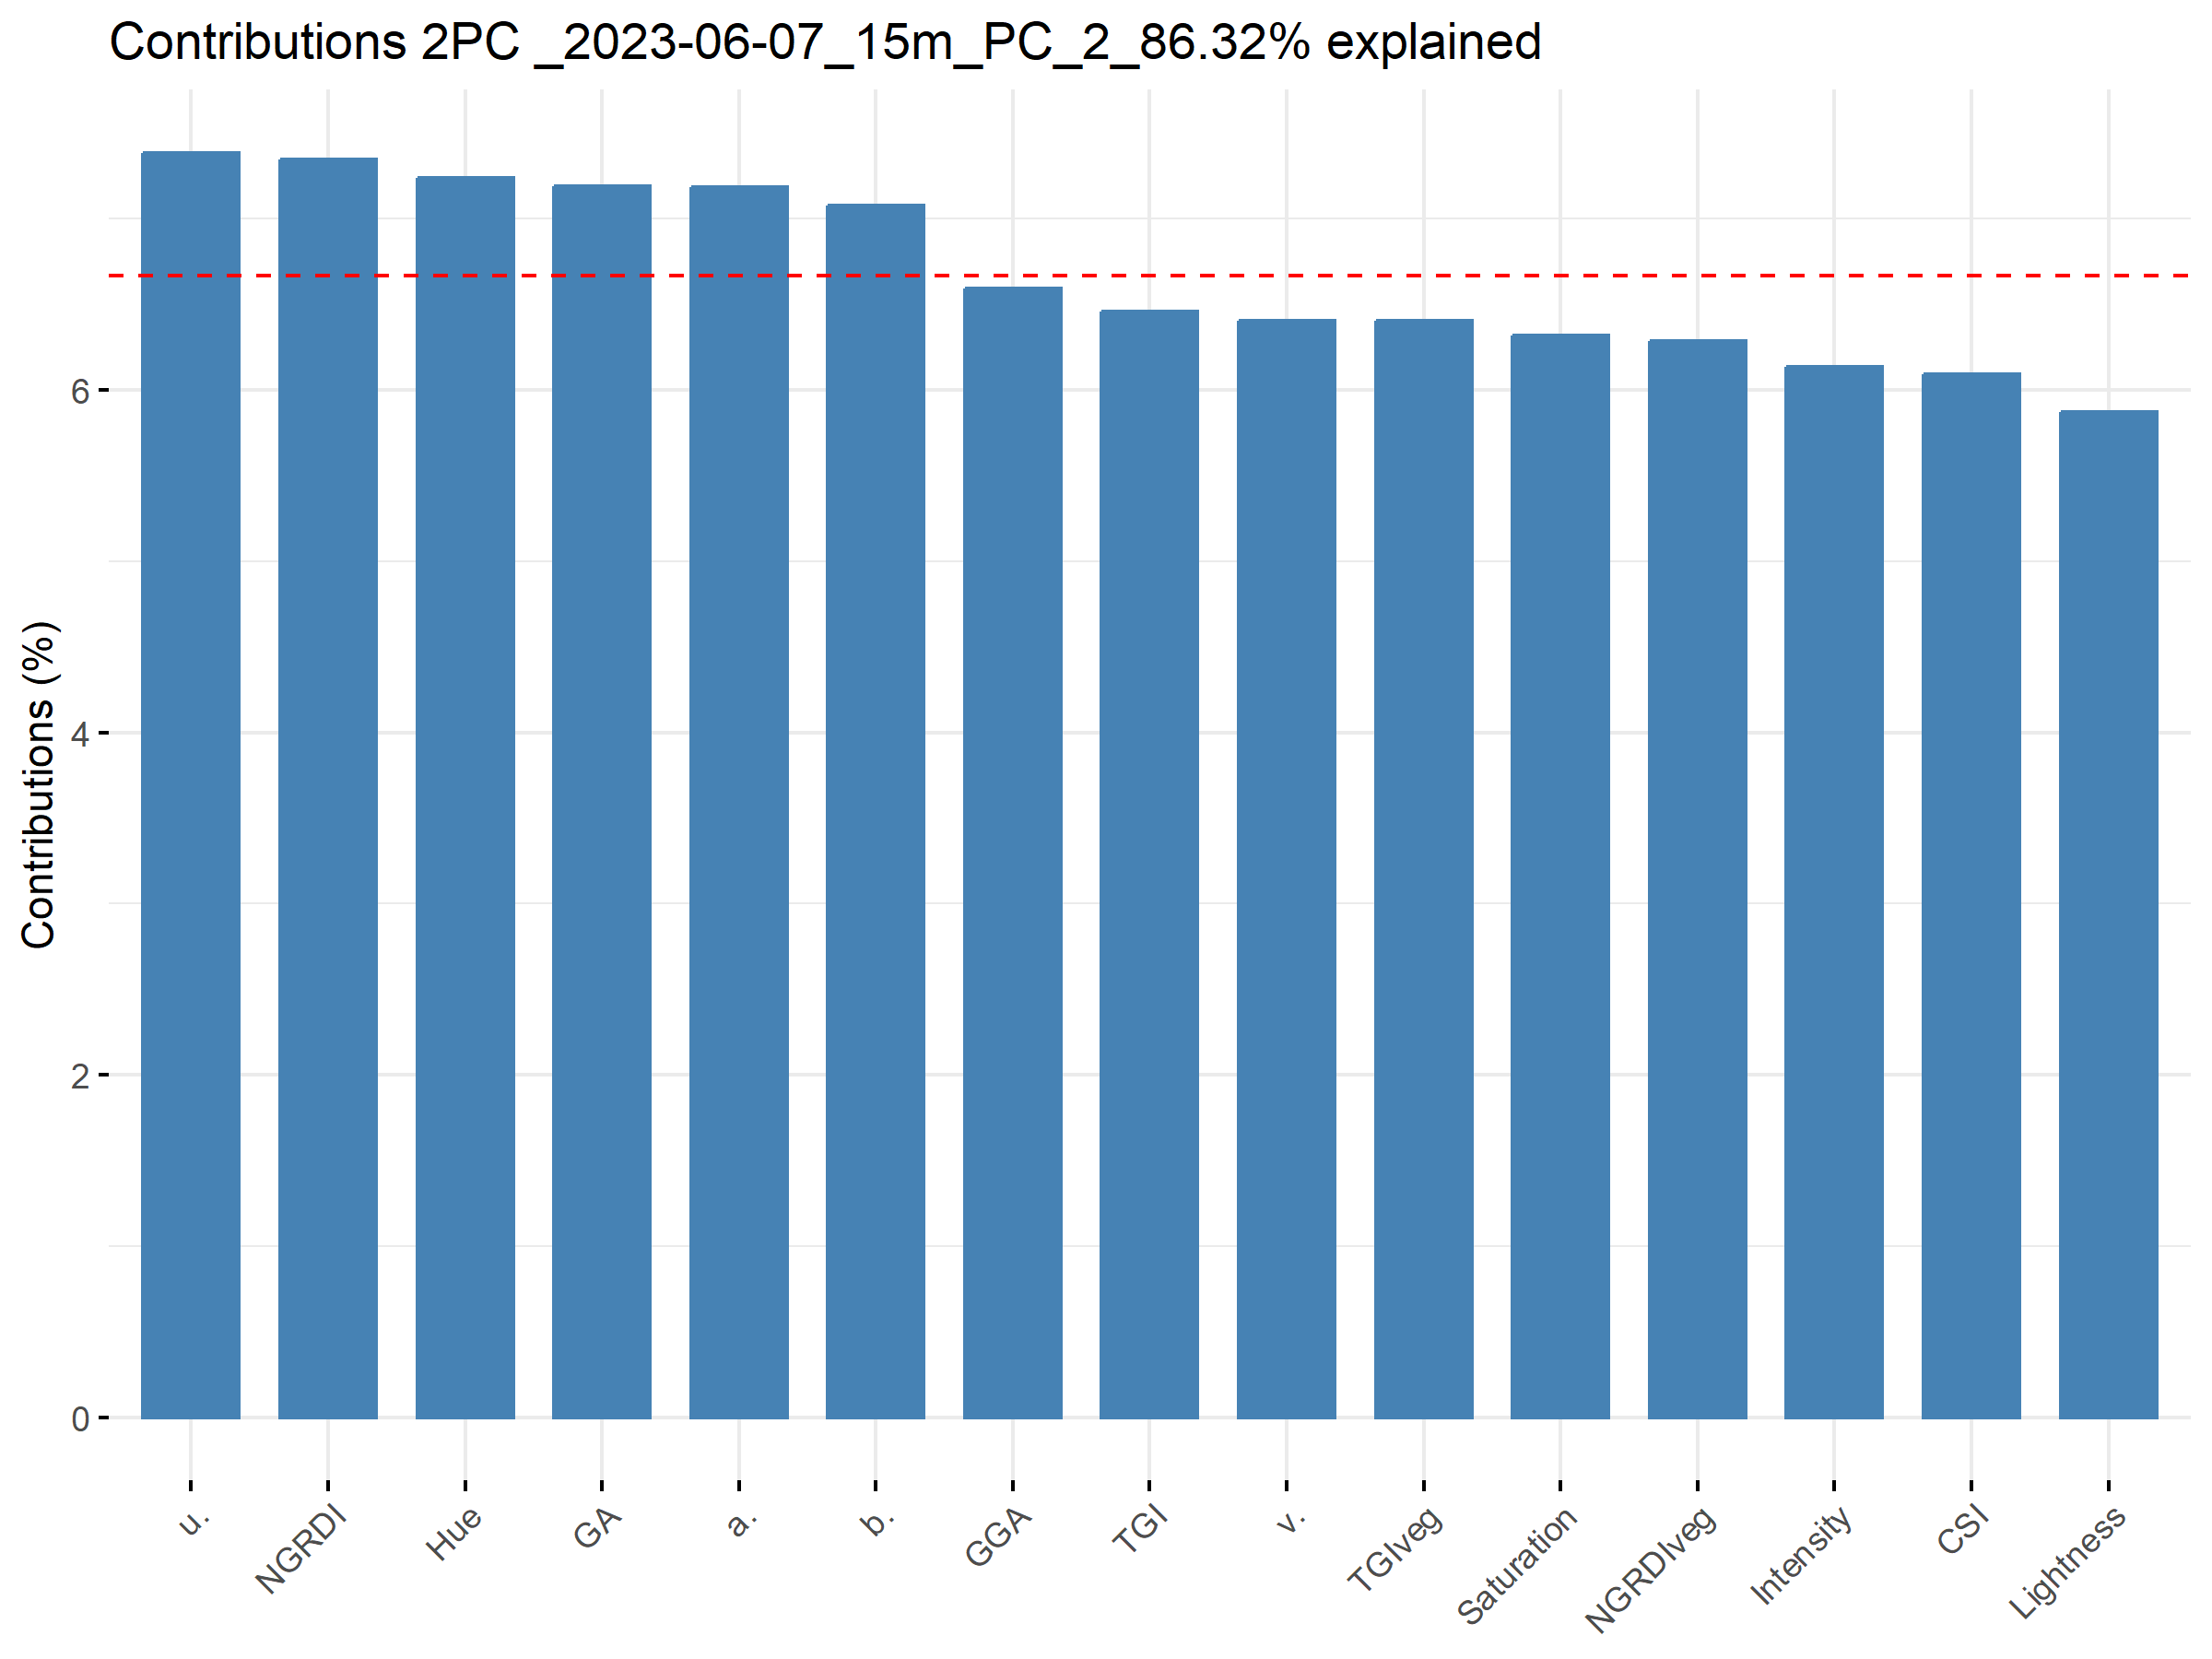 Contributions 2PC _2023-06-07_15m_PC_2_86.32% explained
Contributions (%)
6
4
2
0
u.
NGRDI
Hue
GA
a.
b.
GGA
TGI
v.
TGIveg
Saturation
NGRDIveg
Intensity
CSI
Lightness